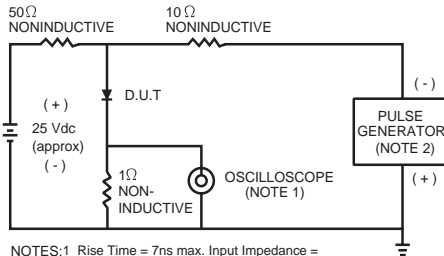 50Ω
NONINDUCTIVE
10Ω
NONINDUCTIVE
(+)
25 Vdc
(approx)
(-)
D.U.T
1Ω
NON-
INDUCTIVE
OSCILLOSCOPE
(NOTE 1)
(-)
PULSE
GENERATOR
(NOTE 2)
(+)
NOTES:1 Rise Time = 7ns max. Input Impedance =